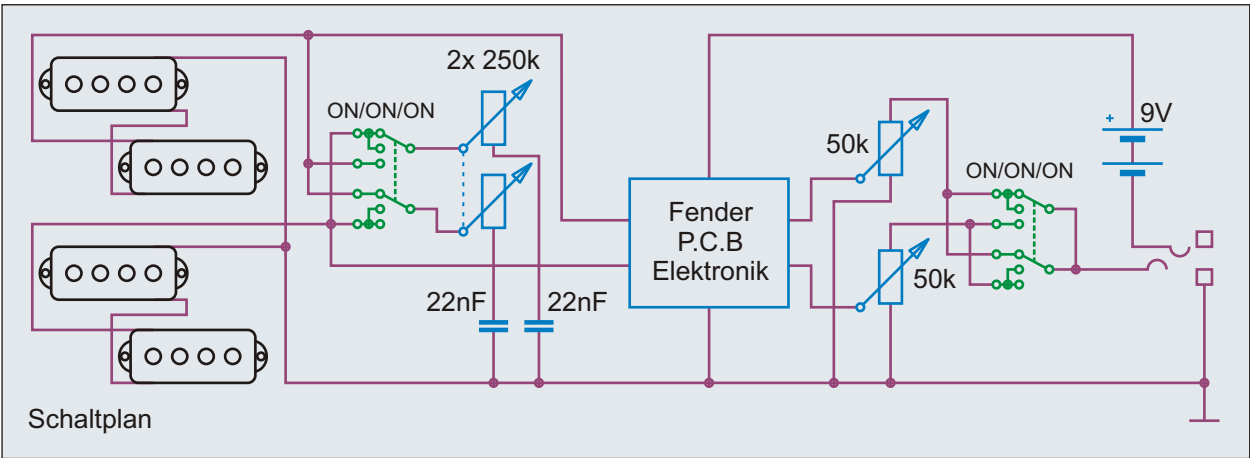 2x 250k
ON/ON/ON
22nF
22nF
Fender
P.C.B
Elektronik
50k
50k
ON/ON/ON
+
9V
Schaltplan